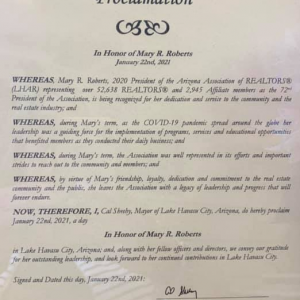 Proclamation
In Honor of Mary R. Roberts
January 22nd, 2021
WHEREAS, Mary R. Roberts, 2020 President of the Arizona Association of REALTORS®
(LHAR) representing over 52,638 REALTORS® and 2,945 Affiliate members as the 72nd
President of the Association, is being recognized for her dedication and service to the community and the
real estate industry; and
WHEREAS, during Mary's term, as the COVID-19 pandemic spread around the globe her
leadership was a guiding force for the implementation of programs, services and educational opportunities
that benefited members as they conducted their daily business; and
WHEREAS, during Mary's term, the Association was well represented in its efforts and important
strides to reach out to the community and members; and
WHEREAS, by virtue of Mary's friendship, loyalty, dedication and commitment to the real estate
community and the public, she leaves the Association with a legacy of leadership and progress that will
forever endure.
NOW, THEREFORE, I, Cal Sheehy, Mayor of Lake Havasu City, Arizona, do hereby proclaim
January 22nd, 2021, a day
In Honor of Mary R. Roberts
in Lake Havasu City, Arizona; and, along with her fellow officers and directors, we convey our gratitude
for her outstanding leadership, and look forward to her continued contributions in Lake Havasu City.
Signed and Dated this day, January 22nd, 2021: